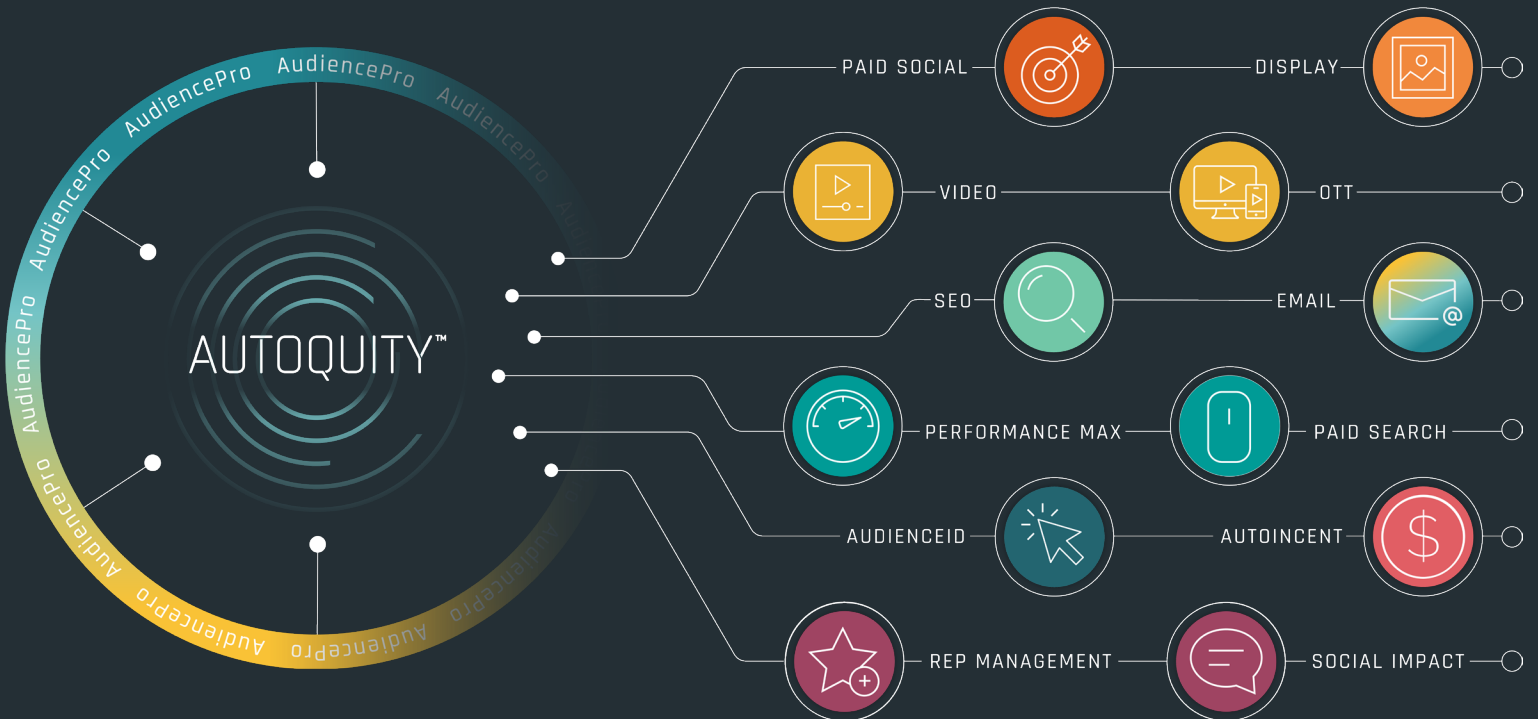 AudiencePro
AudiencePro
AudiencePro
AudiencePro
AudiencePro
AudiencePro
AudiencePro
AudiencePro
AudiencePro
AUTOQUITY™
PAID SOCIAL
DISPLAY
VIDEO
OTT
SEO
EMAIL
@
PERFORMANCE MAX
PAID SEARCH
AUDIENCEID
AUTOINCENT
$
REP MANAGEMENT
SOCIAL IMPACT